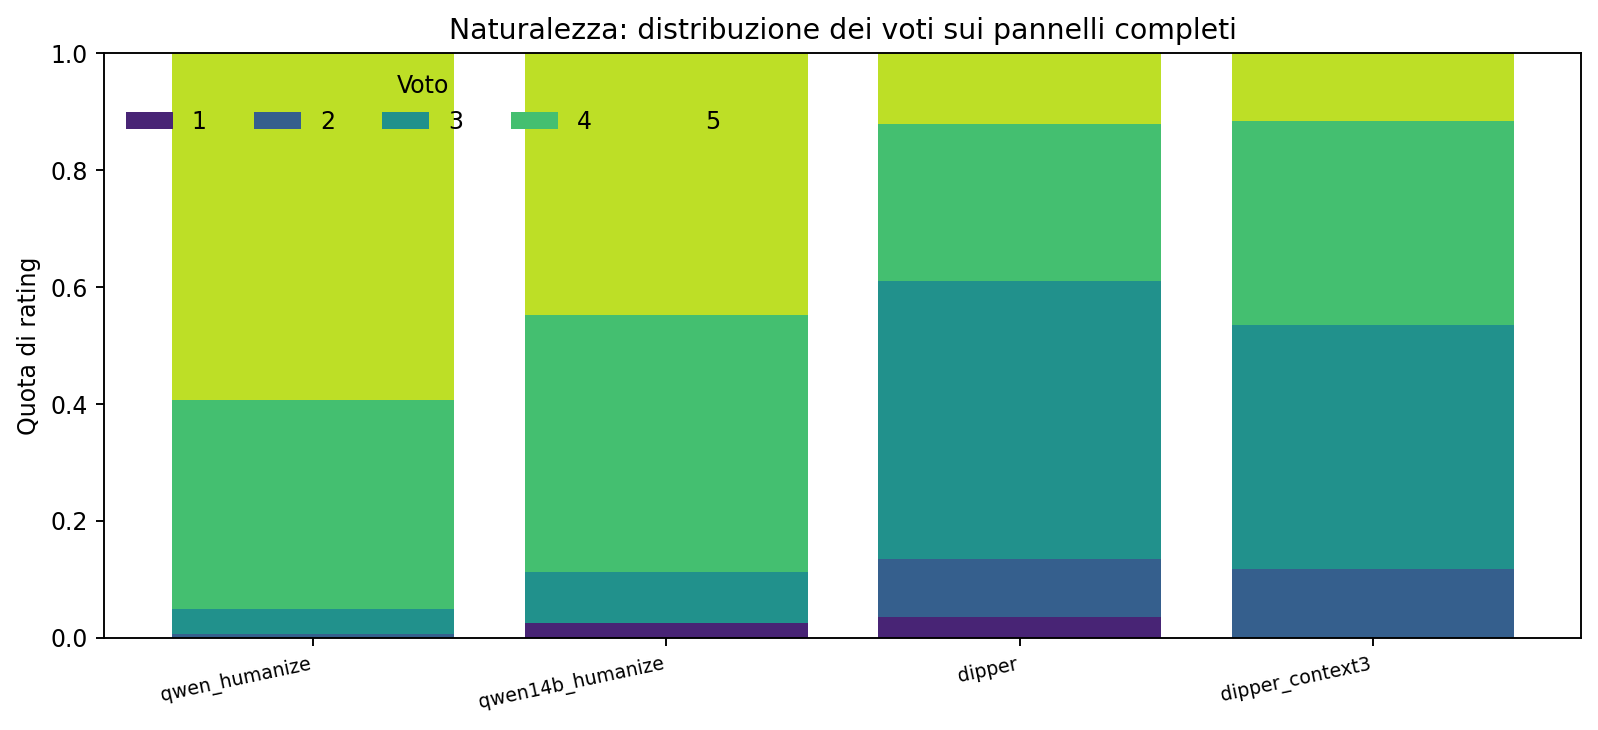 Naturalezza: distribuzione dei voti sui pannelli completi
Voto
1 2 3 4 5
1.0
0.8
0.6
0.4
0.2
0.0
Quota di rating
qwen_humanize
qwen14b_humanize
dipper
dipper_context3